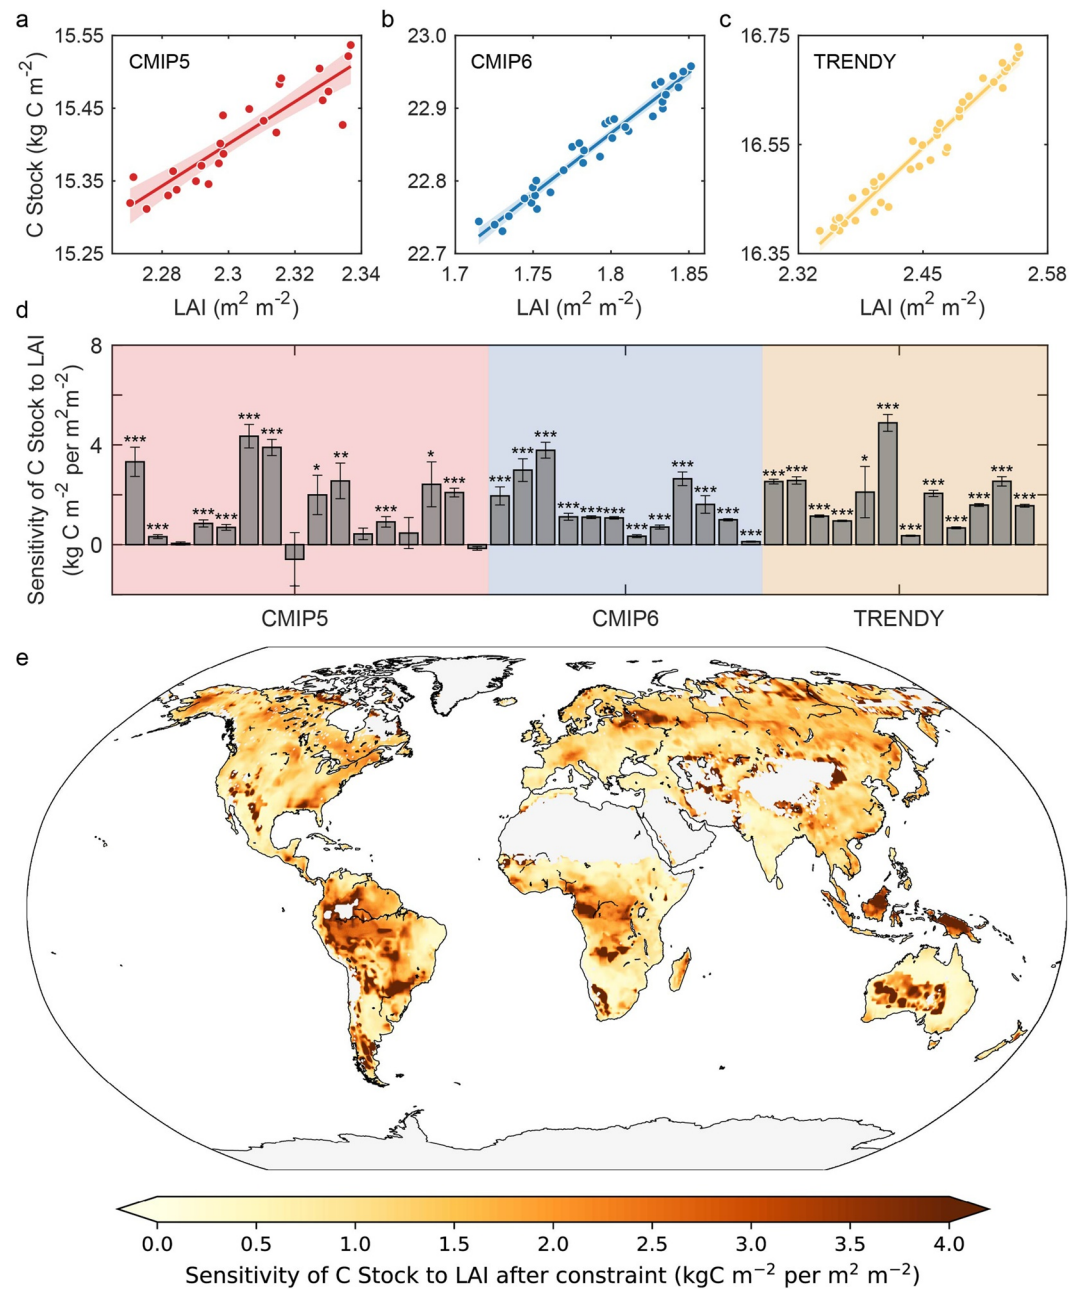 a
b
c
CMIP5
CMIP6
TRENDY
C Stock (kg C m⁻²)
15.55
15.45
15.35
15.25
23.0
22.9
22.8
22.7
16.75
16.55
16.35
2.28
2.3
2.32
2.34
1.7
1.75
1.8
1.85
2.32
2.45
2.58
LAI (m² m⁻²)
LAI (m² m⁻²)
LAI (m² m⁻²)
d
Sensitivity of C Stock to LAI
(kg C m⁻² per m²m⁻²)
8
4
0
*** *** *** *** *** *** * ** *** * ***
*** *** *** *** *** *** *** *** *** *** *** ***
*** *** *** *** * *** *** *** *** *** *** ***
CMIP5
CMIP6
TRENDY
e
0.0 0.5 1.0 1.5 2.0 2.5 3.0 3.5 4.0
Sensitivity of C Stock to LAI after constraint (kgC m⁻² per m² m⁻²)